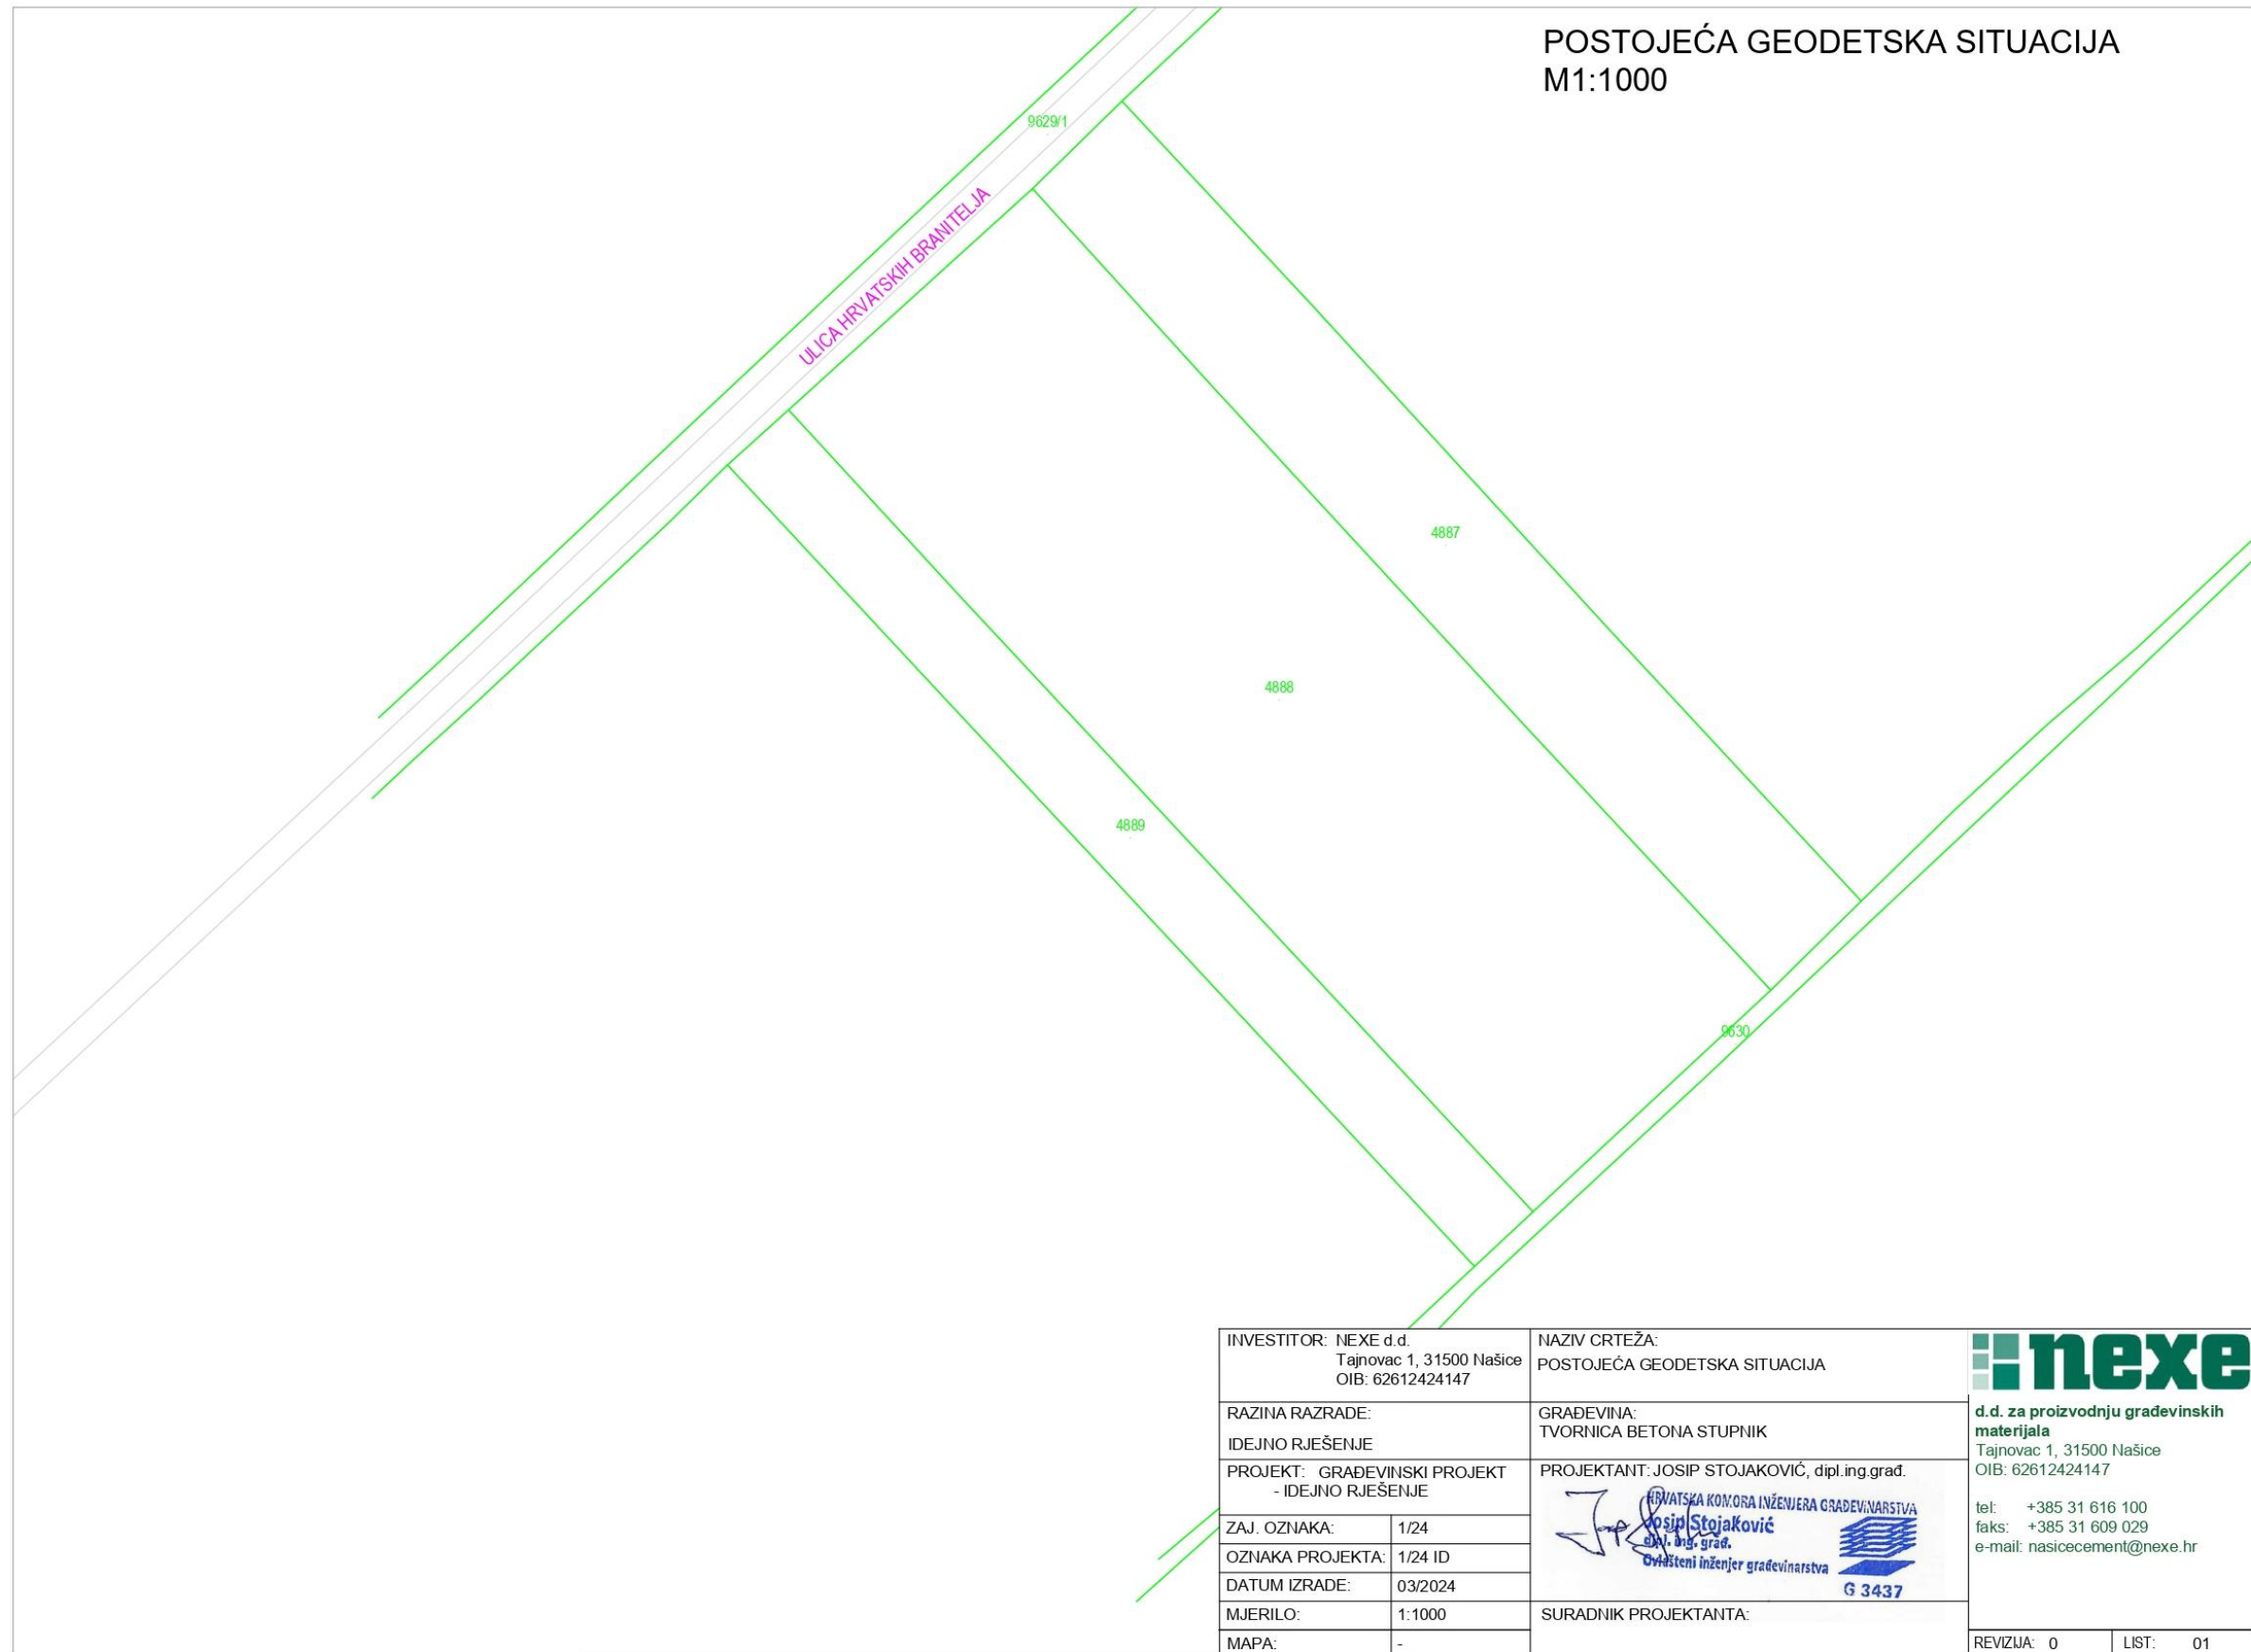 POSTOJEĆA GEODETSKA SITUACIJA
M1:1000
9629/1
ULICA HRVATSKIH BRANITELJA
4887
4888
4889
9630
INVESTITOR: NEXE d.d.
Tajnovac 1, 31500 Našice
OIB: 62612424147
NAZIV CRTEŽA:
POSTOJEĆA GEODETSKA SITUACIJA
nexe
RAZINA RAZRADE:
IDEJNO RJEŠENJE
GRAĐEVINA:
TVORNICA BETONA STUPNIK
d.d. za proizvodnju građevinskih
materijala
Tajnovac 1, 31500 Našice
OIB: 62612424147
tel: +385 31 616 100
faks: +385 31 609 029
e-mail: nasicecement@nexe.hr
PROJEKT: GRAĐEVINSKI PROJEKT
- IDEJNO RJEŠENJE
PROJEKTANT: JOSIP STOJAKOVIĆ, dipl.ing.građ.
HRVATSKA KOMORA INŽENJERA GRAĐEVINARSTVA
Josip Stojaković
dipl. ing. građ.
Ovlašteni inženjer građevinarstva
G 3437
ZAJ. OZNAKA: 1/24
OZNAKA PROJEKTA: 1/24 ID
DATUM IZRADE: 03/2024
MJERILO: 1:1000
SURADNIK PROJEKTANTA:
MAPA: -
REVIZIJA: 0 LIST: 01